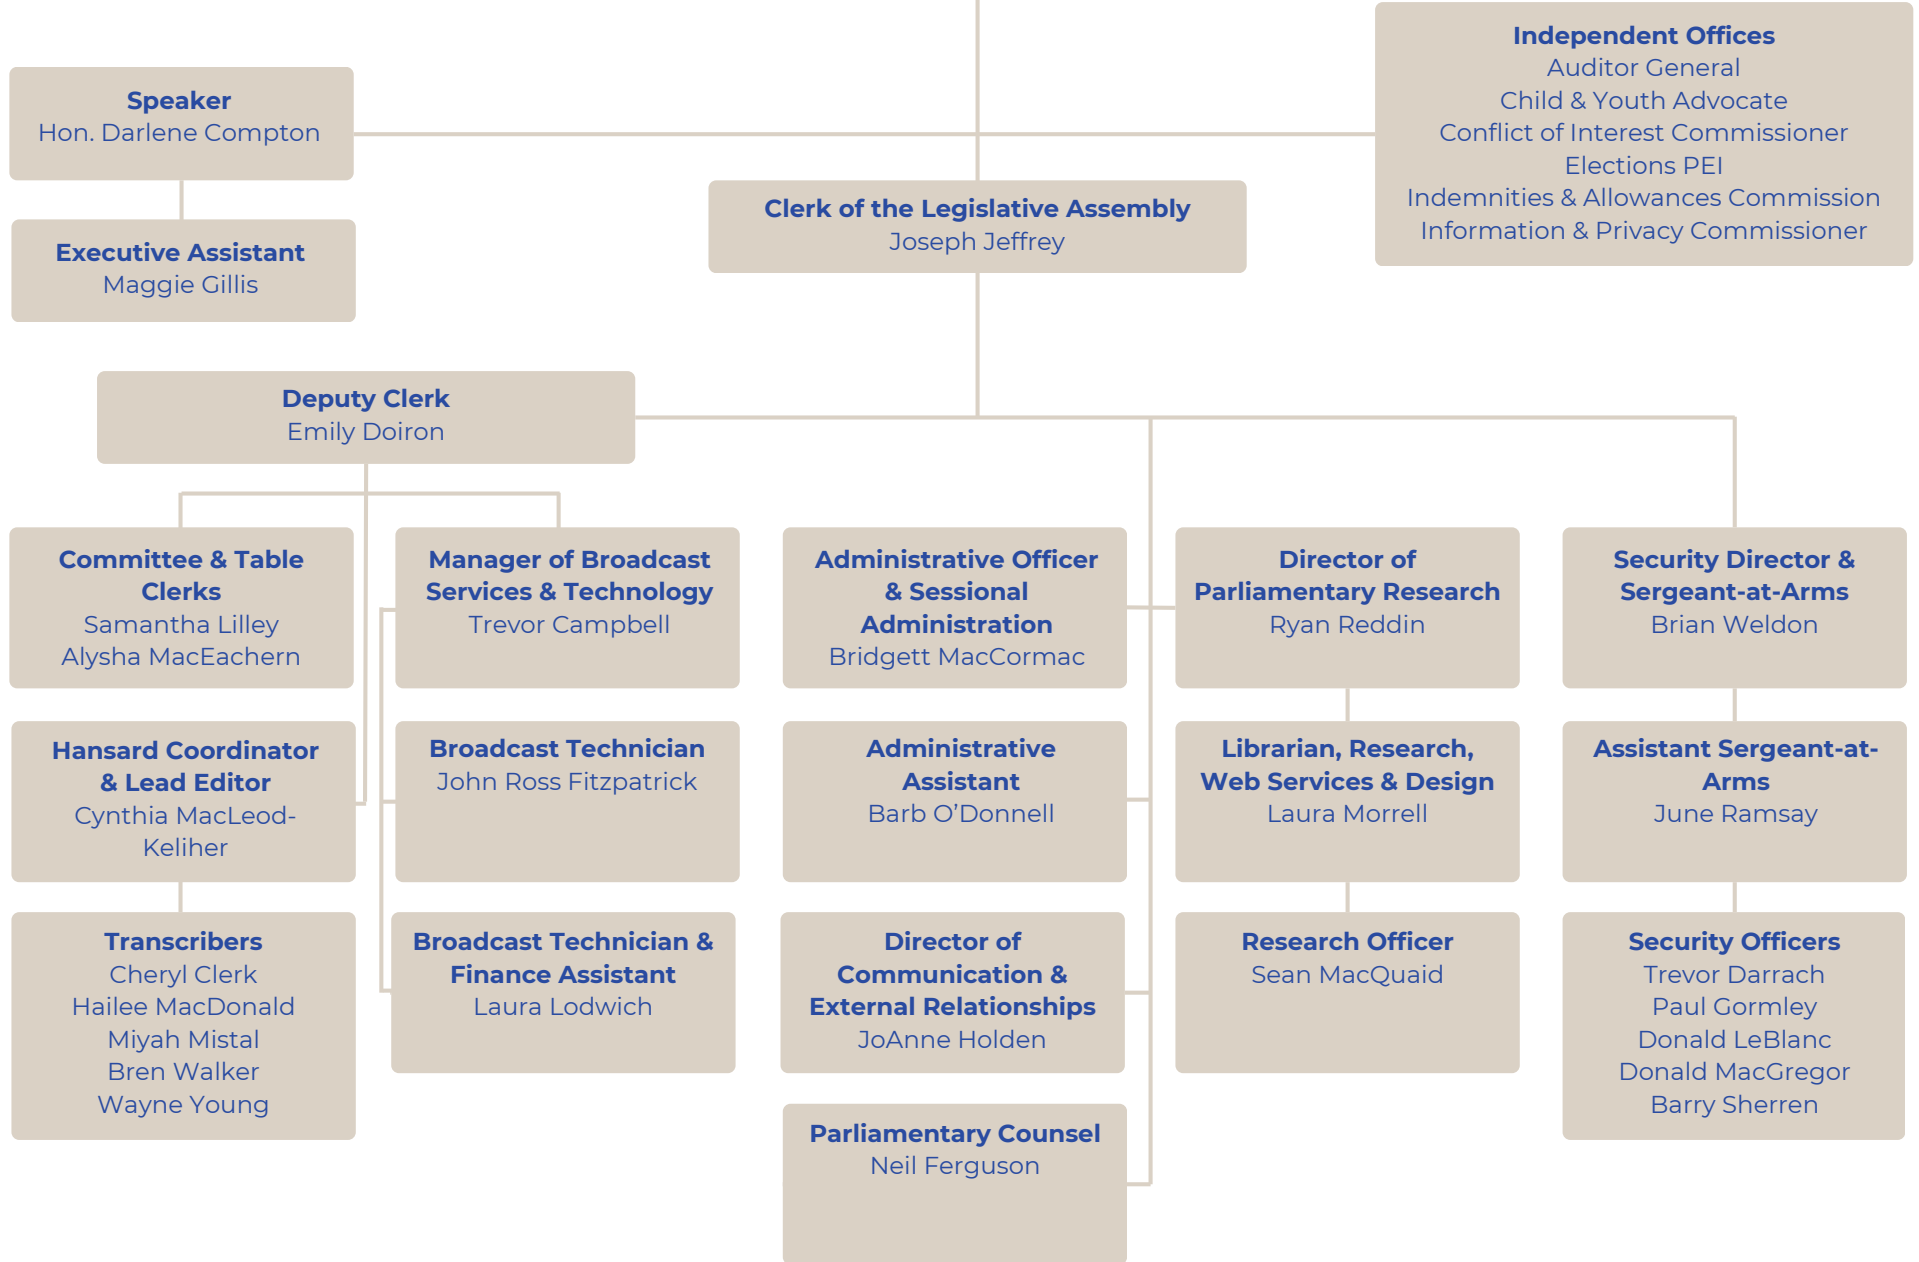 Independent Offices
Auditor General
Child & Youth Advocate
Conflict of Interest Commissioner
Elections PEI
Indemnities & Allowances Commission
Information & Privacy Commissioner
Speaker
Hon. Darlene Compton
Executive Assistant
Maggie Gillis
Clerk of the Legislative Assembly
Joseph Jeffrey
Deputy Clerk
Emily Doiron
Committee & Table
Clerks
Samantha Lilley
Alysha MacEachern
Manager of Broadcast
Services & Technology
Trevor Campbell
Administrative Officer
& Sessional
Administration
Bridgett MacCormac
Director of
Parliamentary Research
Ryan Reddin
Security Director &
Sergeant-at-Arms
Brian Weldon
Hansard Coordinator
& Lead Editor
Cynthia MacLeod-
Keliher
Broadcast Technician
John Ross Fitzpatrick
Administrative
Assistant
Barb O’Donnell
Librarian, Research,
Web Services & Design
Laura Morrell
Assistant Sergeant-at-
Arms
June Ramsay
Transcribers
Cheryl Clerk
Hailee MacDonald
Miyah Mistal
Bren Walker
Wayne Young
Broadcast Technician &
Finance Assistant
Laura Lodwich
Director of
Communication &
External Relationships
JoAnne Holden
Research Officer
Sean MacQuaid
Security Officers
Trevor Darrach
Paul Gormley
Donald LeBlanc
Donald MacGregor
Barry Sherren
Parliamentary Counsel
Neil Ferguson